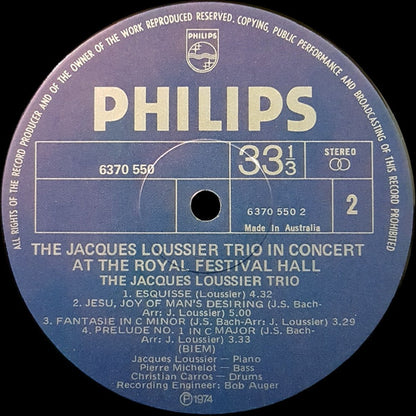 ALL RIGHTS OF THE RECORD PRODUCER AND OF THE OWNER OF THE WORK REPRODUCED RESERVED. COPYING, PUBLIC PERFORMANCE AND BROADCASTING OF THIS RECORD PROHIBITED
PHILIPS
PHILIPS
6370 550
33 1/3
STEREO
6370 550 2
Made in Australia
2
THE JACQUES LOUSSIER TRIO IN CONCERT
AT THE ROYAL FESTIVAL HALL
THE JACQUES LOUSSIER TRIO
1. ESQUISSE (Loussier) 4.32
2. JESU, JOY OF MAN'S DESIRING (J.S. Bach-
Arr: J. Loussier) 5.00
3. FANTASIE IN C MINOR (J.S. Bach-Arr: J. Loussier) 3.29
4. PRELUDE NO. 1 IN C MAJOR (J.S. Bach-
Arr: J. Loussier) 3.33
(BIEM)
Jacques Loussier - Piano
Pierre Michelot - Bass
Christian Carros - Drums
Recording Engineer: Bob Auger
Ⓟ1974